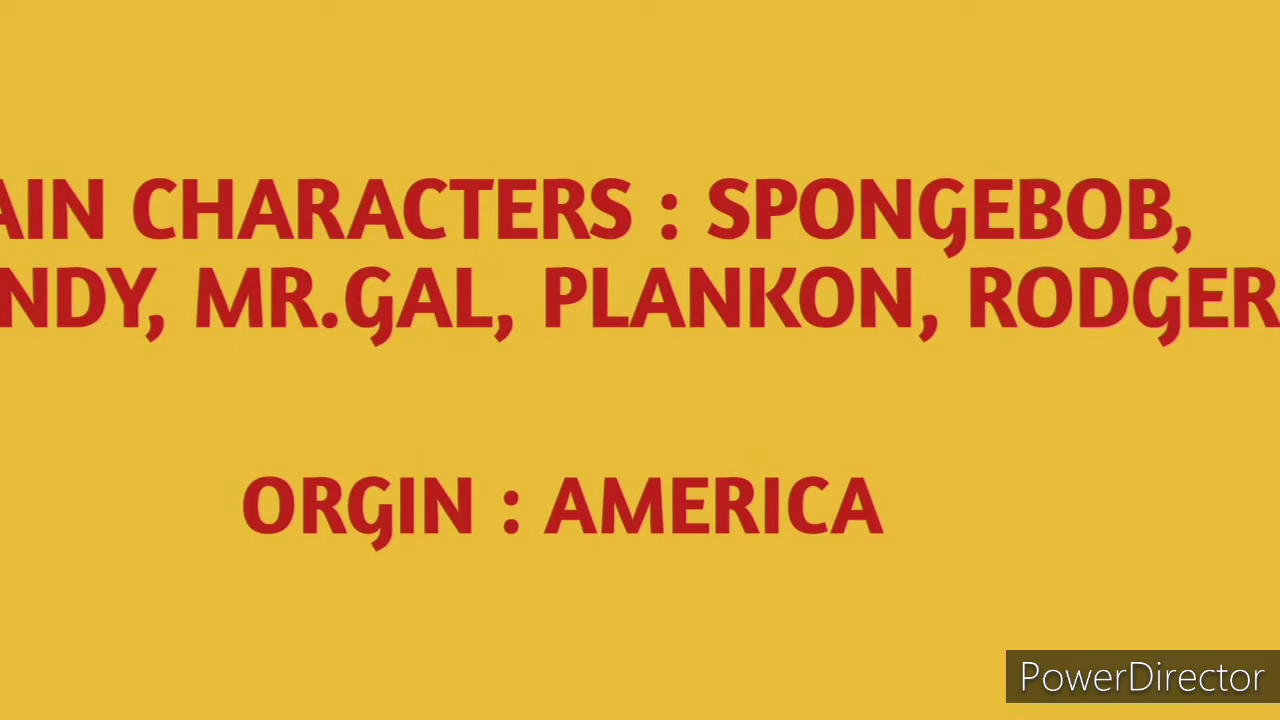 AIN CHARACTERS : SPONGEBOB,
NDY, MR.GAL, PLANKON, RODGER
ORGIN : AMERICA
PowerDirector